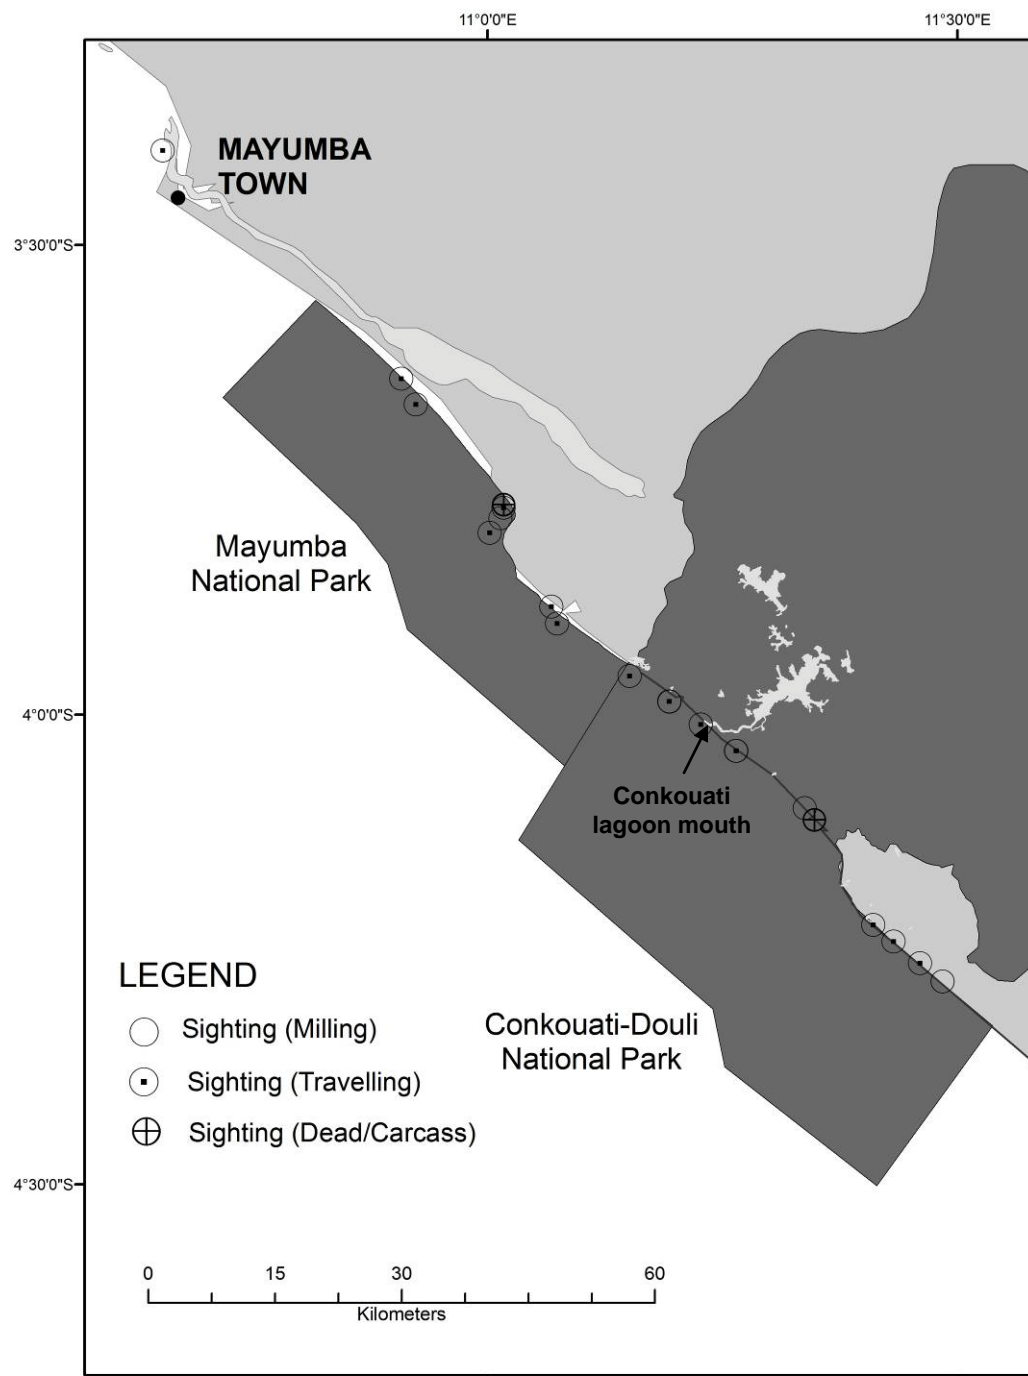 11°0'0"E
11°30'0"E
MAYUMBA
TOWN
3°30'0"S
Mayumba
National Park
4°0'0"S
Conkouati
lagoon mouth
LEGEND
Sighting (Milling)
Sighting (Travelling)
Sighting (Dead/Carcass)
Conkouati-Douli
National Park
4°30'0"S
0 15 30 60
Kilometers